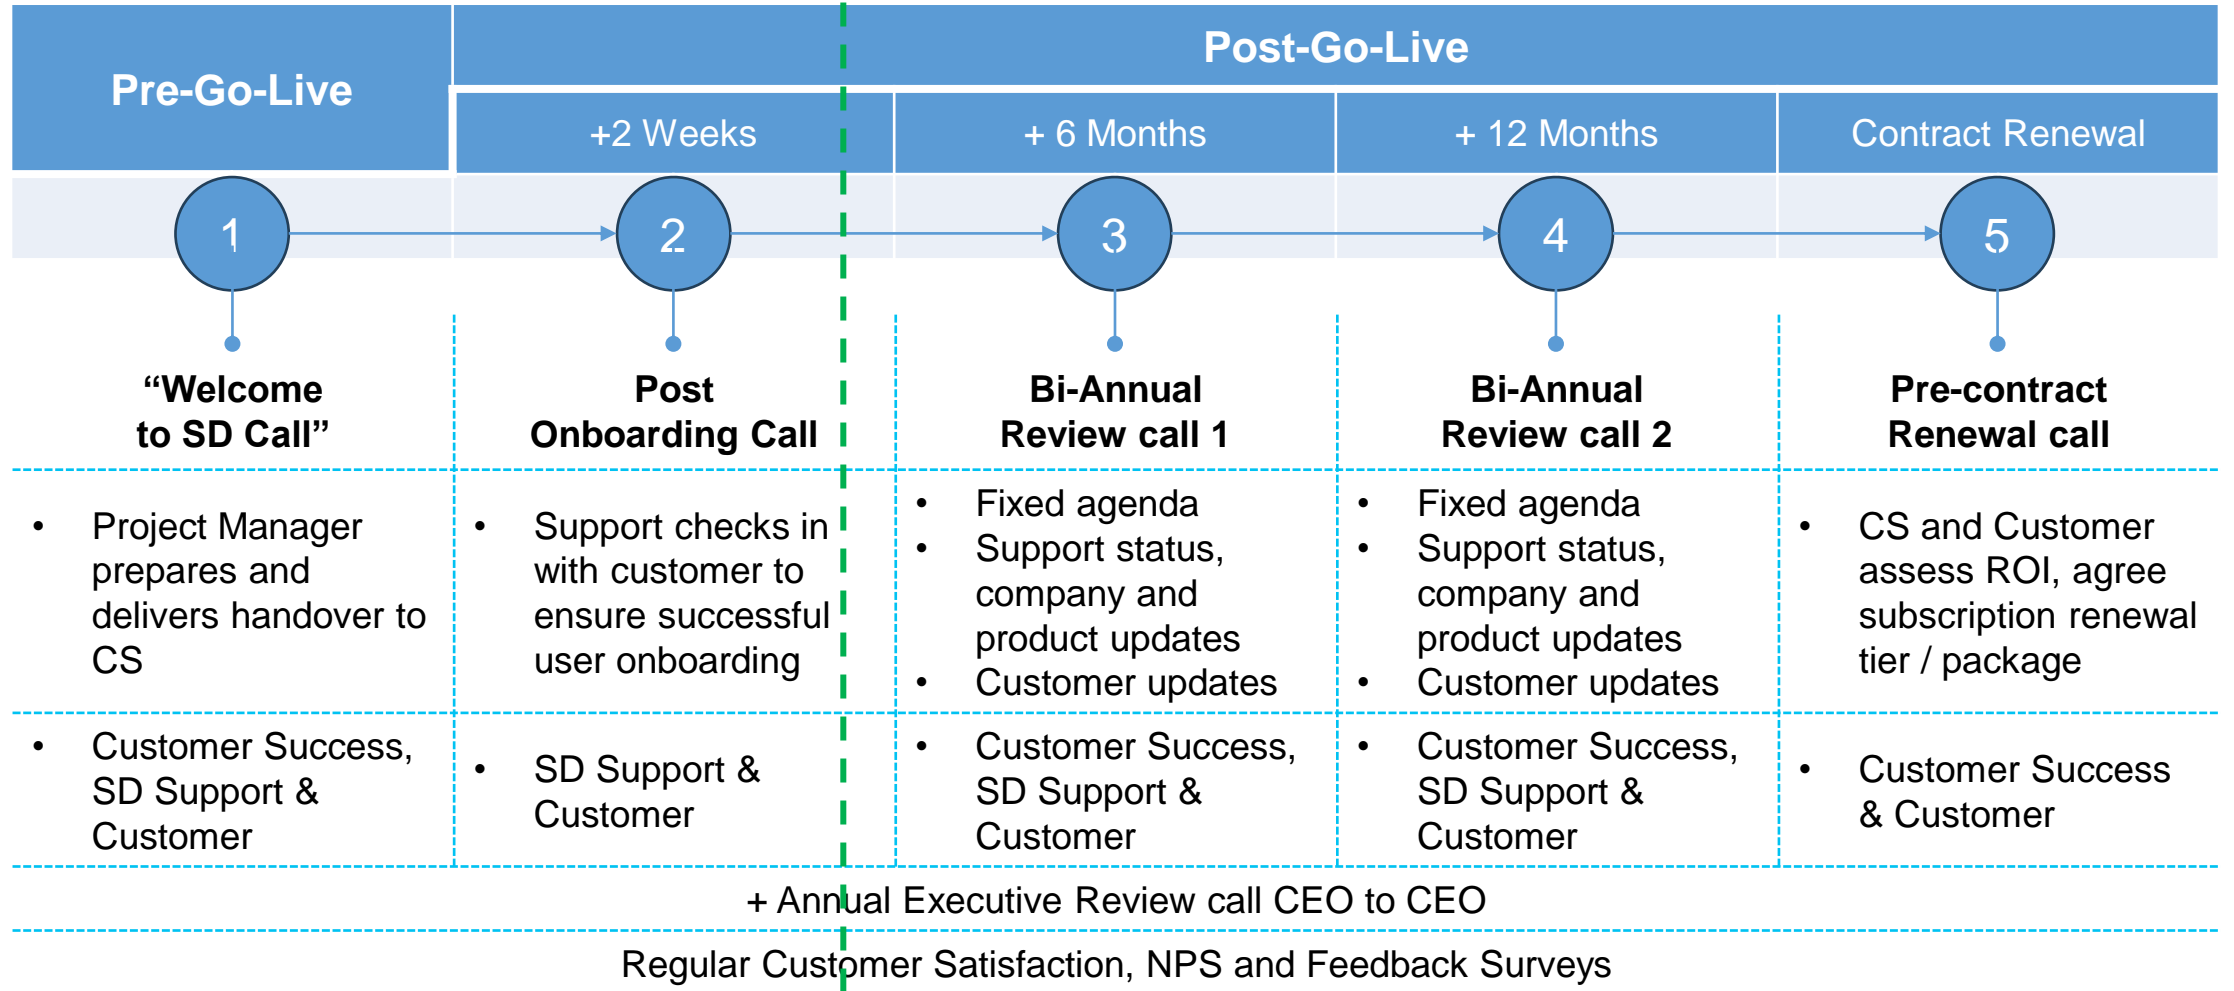 Pre-Go-Live
Post-Go-Live
+2 Weeks
+ 6 Months
+ 12 Months
Contract Renewal
1
2
3
4
5
“Welcome
to SD Call”
Post
Onboarding Call
Bi-Annual
Review call 1
Bi-Annual
Review call 2
Pre-contract
Renewal call
• Project Manager
prepares and
delivers handover to
CS
• Support checks in
with customer to
ensure successful
user onboarding
• Fixed agenda
• Support status,
company and
product updates
• Customer updates
• Fixed agenda
• Support status,
company and
product updates
• Customer updates
• CS and Customer
assess ROI, agree
subscription renewal
tier / package
• Customer Success,
SD Support &
Customer
• SD Support &
Customer
• Customer Success,
SD Support &
Customer
• Customer Success,
SD Support &
Customer
• Customer Success
& Customer
+ Annual Executive Review call CEO to CEO
Regular Customer Satisfaction, NPS and Feedback Surveys